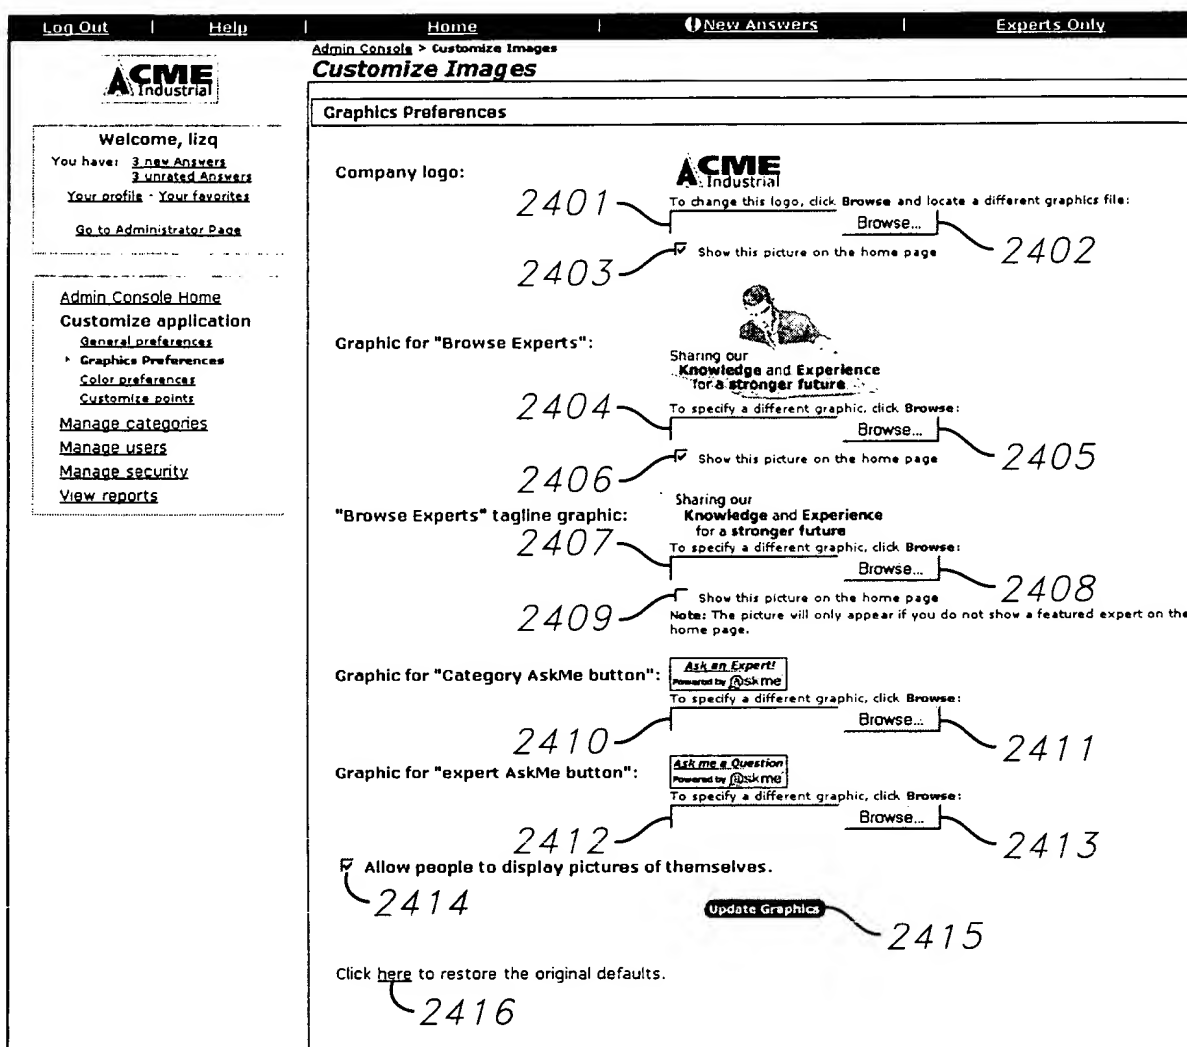 Log Out | Help | Home | New Answers | Experts Only
Admin Console > Customize Images
Customize Images
ACME
Industrial
Welcome, lizq
You have: 3 new Answers
3 unrated Answers
Your profile - Your favorites
Go to Administrator Page
Admin Console Home
Customize application
General preferences
Graphics Preferences
Color preferences
Customize points
Manage categories
Manage users
Manage security
View reports
Graphics Preferences
Company logo:
ACME
Industrial
2401
To change this logo, click Browse and locate a different graphics file:
Browse...
2402
2403
Show this picture on the home page
Graphic for "Browse Experts":
Sharing our
Knowledge and Experience
for a stronger future
2404
To specify a different graphic, click Browse:
Browse...
2405
2406
Show this picture on the home page
"Browse Experts" tagline graphic:
Sharing our
Knowledge and Experience
for a stronger future
2407
To specify a different graphic, click Browse:
Browse...
2408
2409
Show this picture on the home page
Note: The picture will only appear if you do not show a featured expert on the
home page.
Graphic for "Category AskMe button":
Ask an Expert!
Powered by @skme
To specify a different graphic, click Browse:
2410
Browse...
2411
Graphic for "expert AskMe button":
Ask me a Question
Powered by @skme
To specify a different graphic, click Browse:
2412
Browse...
2413
Allow people to display pictures of themselves.
2414
Update Graphics
2415
Click here to restore the original defaults.
2416